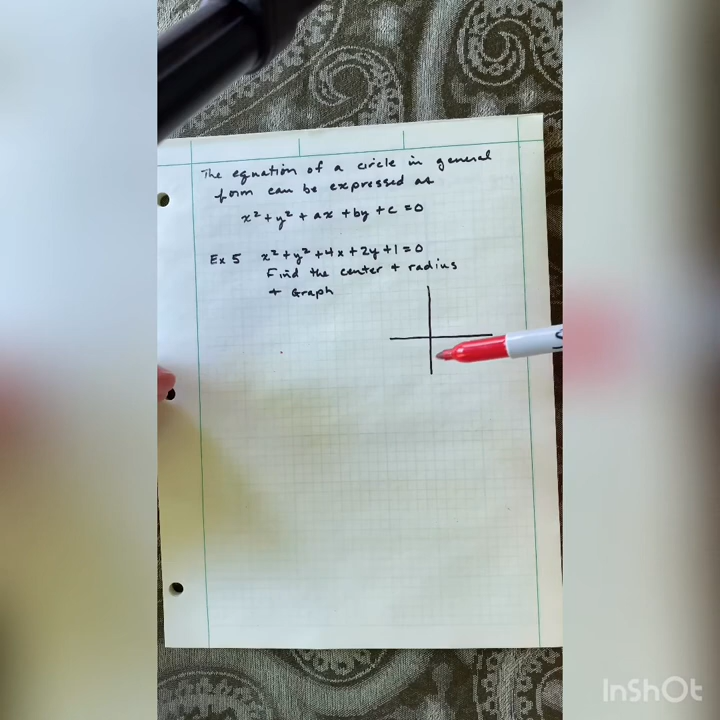 The equation of a circle in general
form can be expressed as
x² + y² + ax + by + c = 0
Ex 5 x² + y² + 4x + 2y + 1 = 0
Find the center + radius
+ Graph
S
InShOt